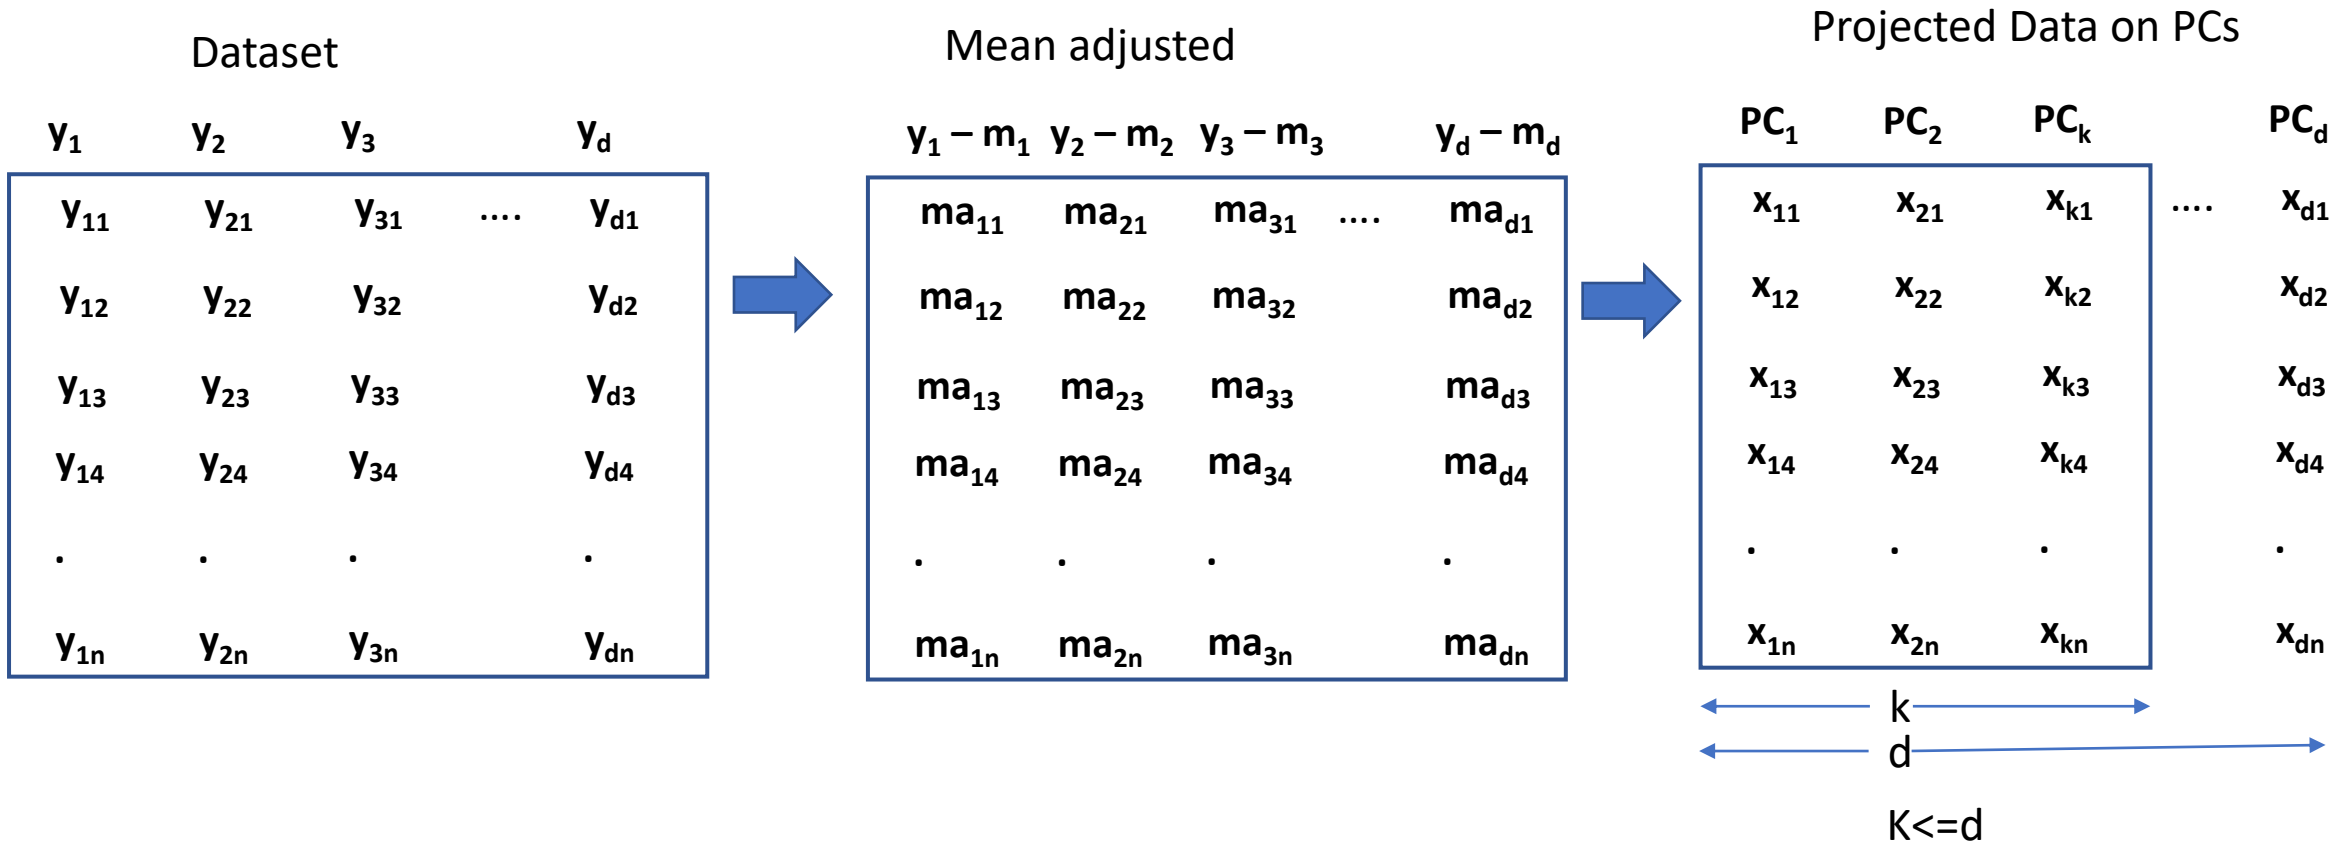 Dataset
Mean adjusted
Projected Data on PCs
y1 y2 y3 yd
y11 y21 y31 .... yd1
y12 y22 y32 yd2
y13 y23 y33 yd3
y14 y24 y34 yd4
. . . .
y1n y2n y3n ydn
y1 – m1 y2 – m2 y3 – m3 yd – md
ma11 ma21 ma31 .... mad1
ma12 ma22 ma32 mad2
ma13 ma23 ma33 mad3
ma14 ma24 ma34 mad4
. . . .
ma1n ma2n ma3n madn
PC1 PC2 PCk PCd
x11 x21 xk1 .... xd1
x12 x22 xk2 xd2
x13 x23 xk3 xd3
x14 x24 xk4 xd4
. . . .
x1n x2n xkn xdn
k
d
K<=d